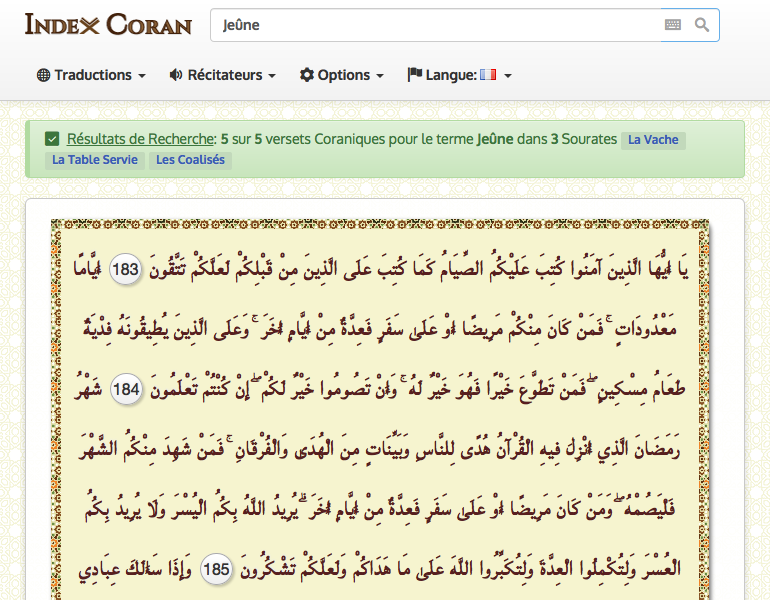 INDEX CORAN
Jeûne
Traductions
Récitateurs
Options
Langue:
Résultats de Recherche: 5 sur 5 versets Coraniques pour le terme Jeûne dans 3 Sourates La Vache
La Table Servie Les Coalisés
يَا أَيُّهَا الَّذِينَ آمَنُوا كُتِبَ عَلَيْكُمُ الصِّيَامُ كَمَا كُتِبَ عَلَى الَّذِينَ مِنْ قَبْلِكُمْ لَعَلَّكُمْ تَتَّقُونَ 183 أَيَّامًا
مَعْدُودَاتٍ ۚ فَمَنْ كَانَ مِنْكُمْ مَرِيضًا أَوْ عَلَىٰ سَفَرٍ فَعِدَّةٌ مِنْ أَيَّامٍ أُخَرَ ۚ وَعَلَى الَّذِينَ يُطِيقُونَهُ فِدْيَةٌ
طَعَامُ مِسْكِينٍ ۖ فَمَنْ تَطَوَّعَ خَيْرًا فَهُوَ خَيْرٌ لَهُ ۚ وَأَنْ تَصُومُوا خَيْرٌ لَكُمْ ۖ إِنْ كُنْتُمْ تَعْلَمُونَ 184 شَهْرُ
رَمَضَانَ الَّذِي أُنْزِلَ فِيهِ الْقُرْآنُ هُدًى لِلنَّاسِ وَبَيِّنَاتٍ مِنَ الْهُدَىٰ وَالْفُرْقَانِ ۚ فَمَنْ شَهِدَ مِنْكُمُ الشَّهْرَ
فَلْيَصُمْهُ ۖ وَمَنْ كَانَ مَرِيضًا أَوْ عَلَىٰ سَفَرٍ فَعِدَّةٌ مِنْ أَيَّامٍ أُخَرَ ۗ يُرِيدُ اللَّهُ بِكُمُ الْيُسْرَ وَلَا يُرِيدُ بِكُمُ
الْعُسْرَ وَلِتُكْمِلُوا الْعِدَّةَ وَلِتُكَبِّرُوا اللَّهَ عَلَىٰ مَا هَدَاكُمْ وَلَعَلَّكُمْ تَشْكُرُونَ 185 وَإِذَا سَأَلَكَ عِبَادِي